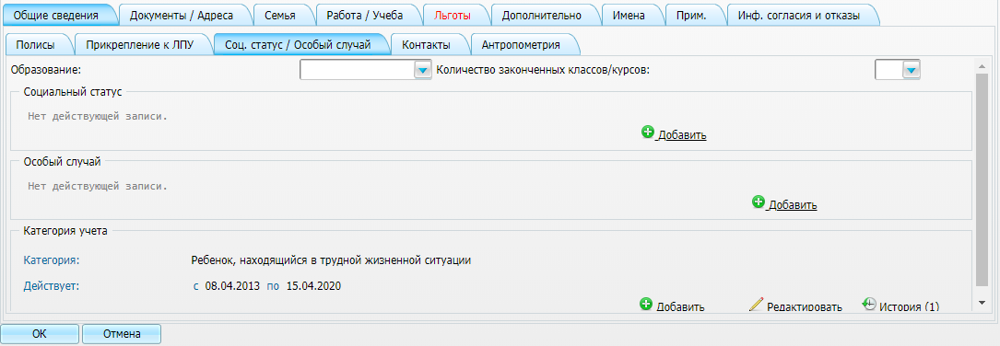 Общие сведения Документы / Адреса Семья Работа / Учеба Льготы Дополнительно Имена Прим. Инф. согласия и отказы
Полисы Прикрепление к ЛПУ Соц. статус / Особый случай Контакты Антропометрия
Образование: Количество законченных классов/курсов:
Социальный статус
Нет действующей записи.
Добавить
Особый случай
Нет действующей записи.
Добавить
Категория учета
Категория: Ребенок, находящийся в трудной жизненной ситуации
Действует: с 08.04.2013 по 15.04.2020
Добавить Редактировать История (1)
ОК Отмена